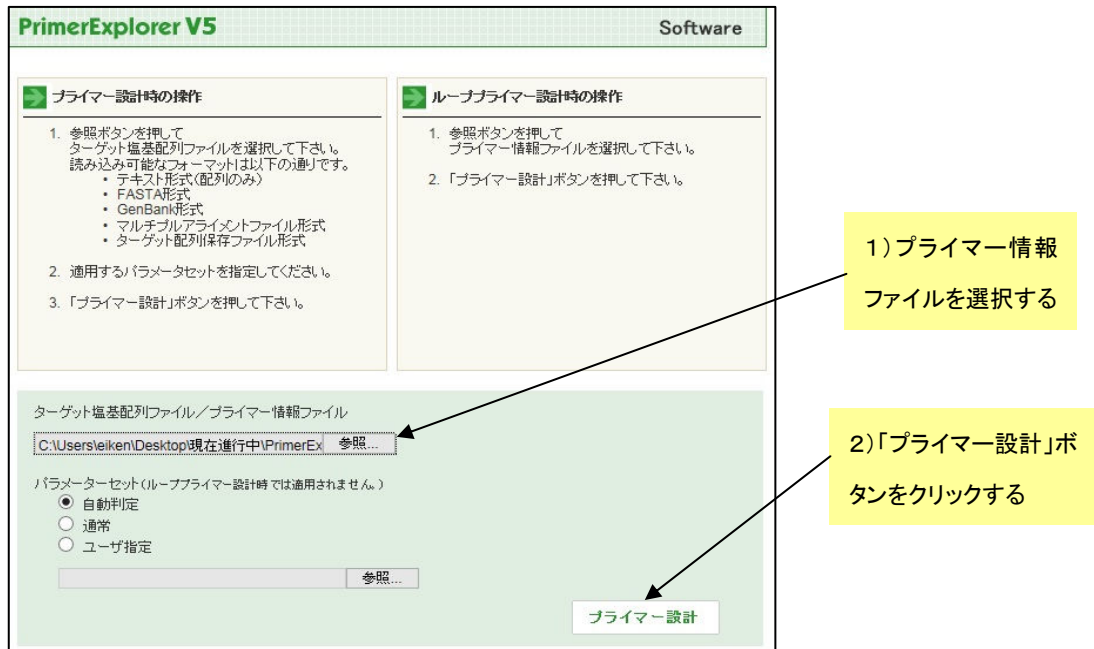 PrimerExplorer V5
Software
プライマー設計時の操作
1. 参照ボタンを押して
ターゲット塩基配列ファイルを選択して下さい。
読み込み可能なフォーマットは以下の通りです。
・ テキスト形式(配列のみ)
・ FASTA形式
・ GenBank形式
・ マルチプルアライメントファイル形式
・ ターゲット配列保存ファイル形式
2. 適用するパラメータセットを指定してください。
3. 「プライマー設計」ボタンを押して下さい。
ループプライマー設計時の操作
1. 参照ボタンを押して
プライマー情報ファイルを選択して下さい。
2. 「プライマー設計」ボタンを押して下さい。
1)プライマー情報
ファイルを選択する
ターゲット塩基配列ファイル/プライマー情報ファイル
C:\Users\eiken\Desktop\現在進行中\PrimerEx 参照...
パラメーターセット(ループプライマー設計時では適用されません。)
自動判定
通常
ユーザ指定
参照...
プライマー設計
2)「プライマー設計」ボ
タンをクリックする